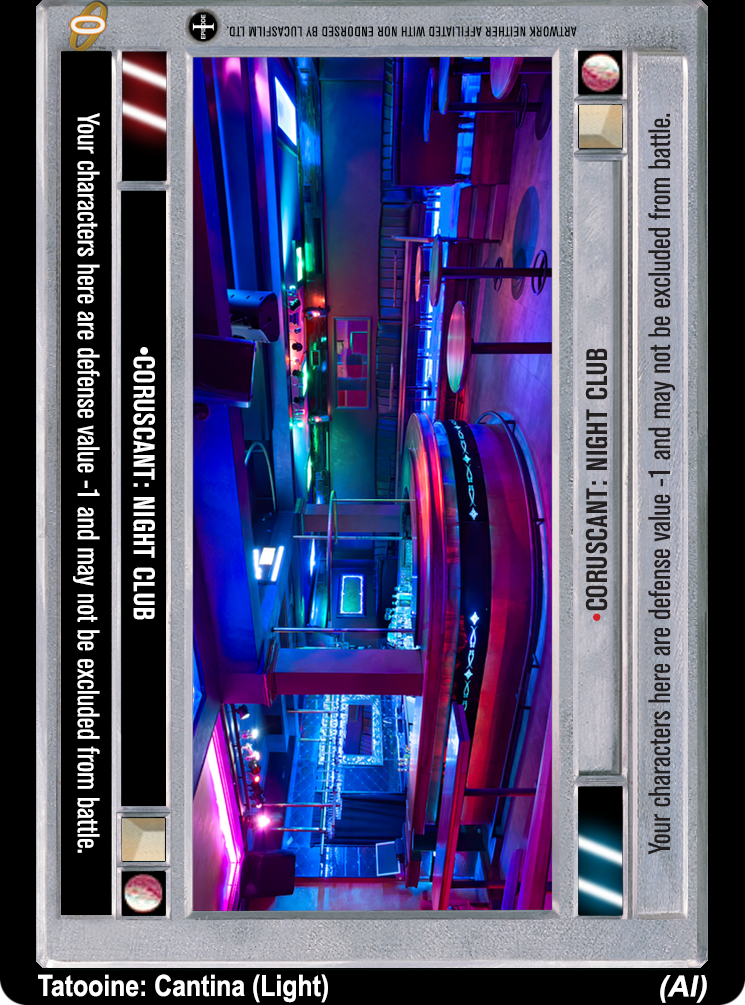 0
EPISODE
I
ARTWORK NEITHER AFFILIATED WITH NOR ENDORSED BY LUCASFILM LTD.
Your characters here are defense value -1 and may not be excluded from battle.
•CORUSCANT: NIGHT CLUB
•CORUSCANT: NIGHT CLUB
Your characters here are defense value -1 and may not be excluded from battle.
Tatooine: Cantina (Light)
(AI)